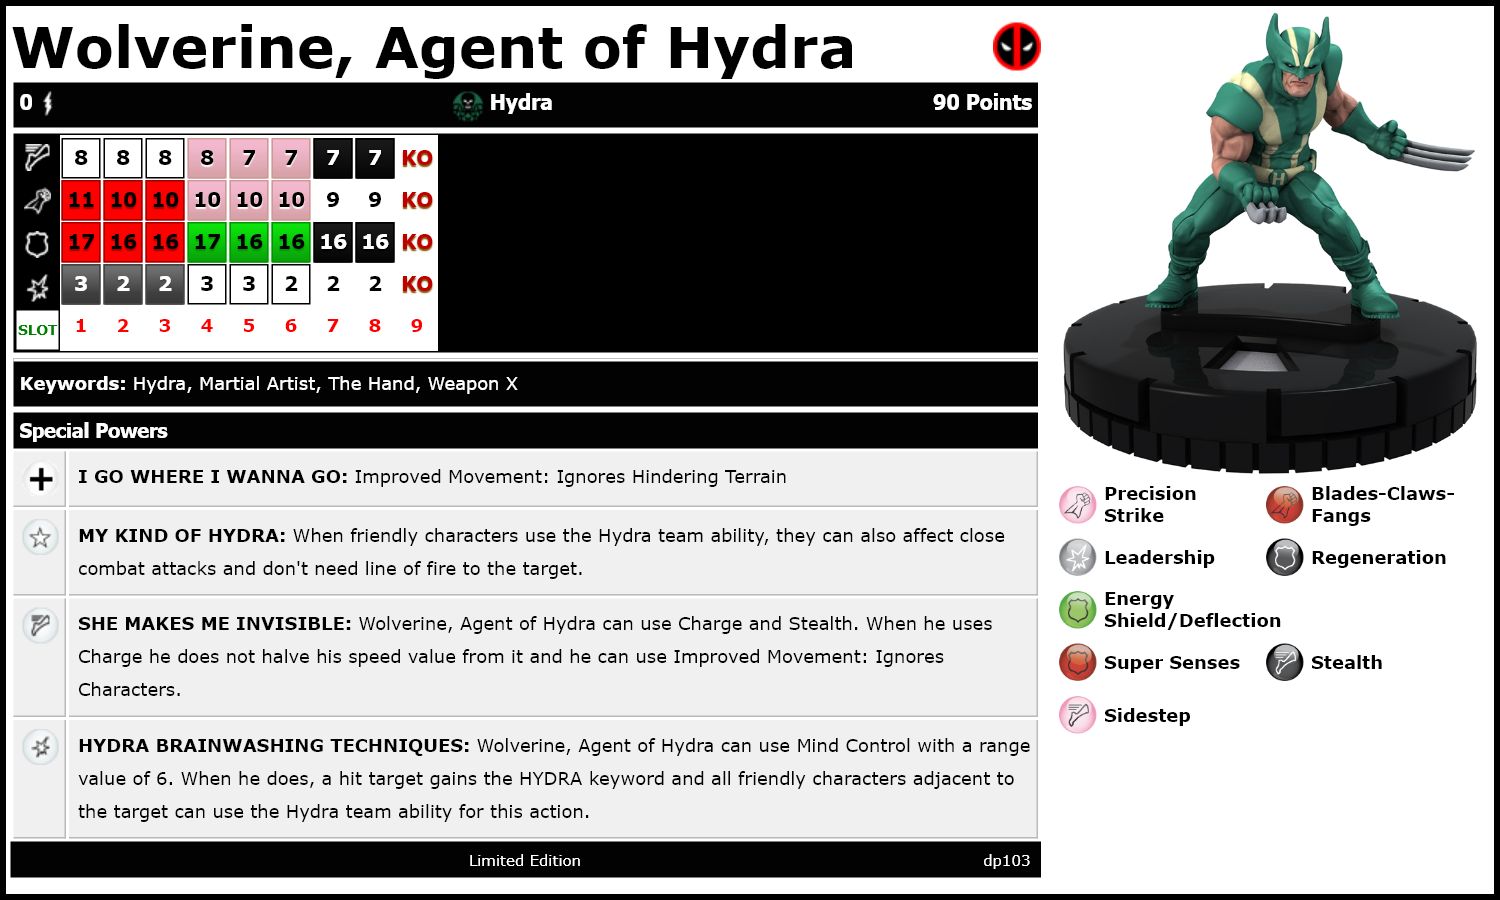 Wolverine, Agent of Hydra
0 Hydra 90 Points
8 8 8 8 7 7 7 7 KO
11 10 10 10 10 10 9 9 KO
17 16 16 17 16 16 16 16 KO
3 2 2 3 3 2 2 2 KO
SLOT 1 2 3 4 5 6 7 8 9
Keywords: Hydra, Martial Artist, The Hand, Weapon X
Special Powers
I GO WHERE I WANNA GO: Improved Movement: Ignores Hindering Terrain
MY KIND OF HYDRA: When friendly characters use the Hydra team ability, they can also affect close
combat attacks and don't need line of fire to the target.
SHE MAKES ME INVISIBLE: Wolverine, Agent of Hydra can use Charge and Stealth. When he uses
Charge he does not halve his speed value from it and he can use Improved Movement: Ignores
Characters.
HYDRA BRAINWASHING TECHNIQUES: Wolverine, Agent of Hydra can use Mind Control with a range
value of 6. When he does, a hit target gains the HYDRA keyword and all friendly characters adjacent to
the target can use the Hydra team ability for this action.
Limited Edition dp103
H
Precision
Strike
Blades-Claws-
Fangs
Leadership
Regeneration
Energy
Shield/Deflection
Super Senses
Stealth
Sidestep